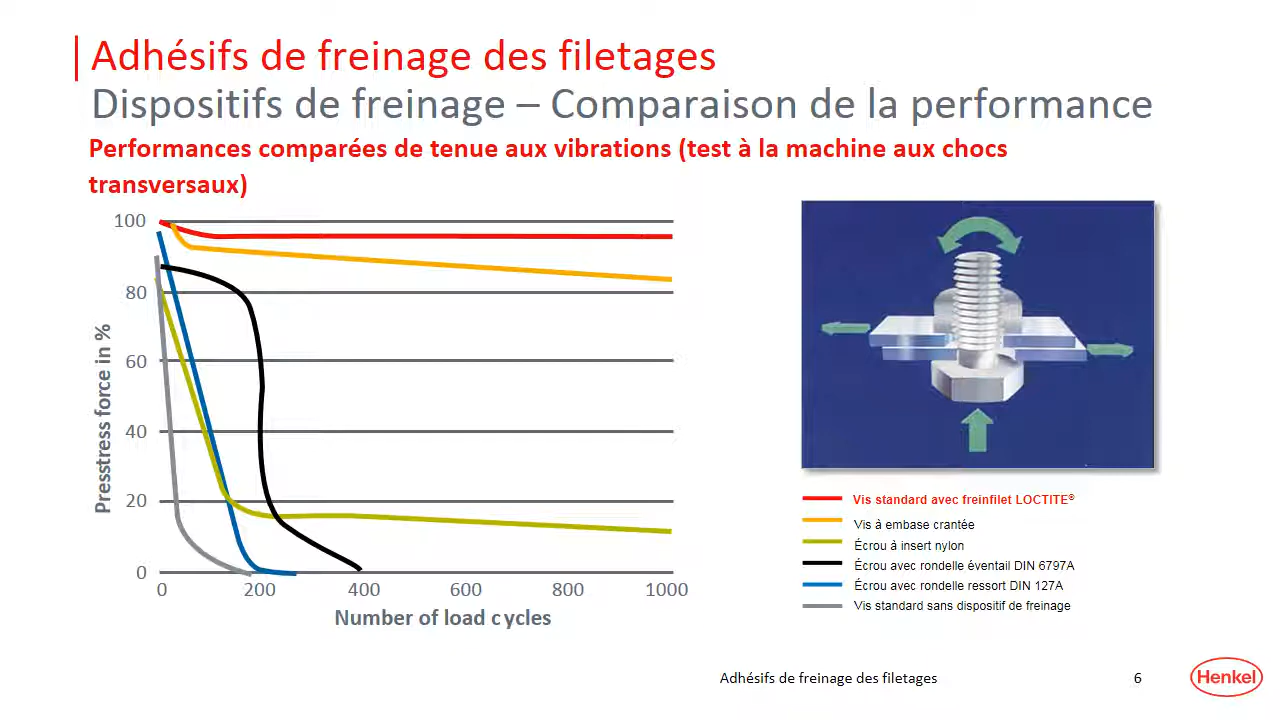 Adhésifs de freinage des filetages
Dispositifs de freinage – Comparaison de la performance
Performances comparées de tenue aux vibrations (test à la machine aux chocs
transversaux)
100
80
60
40
20
0
Presstress force in %
0 200 400 600 800 1000
Number of load cycles
Vis standard avec freinfilet LOCTITE®
Vis à embase crantée
Écrou à insert nylon
Écrou avec rondelle éventail DIN 6797A
Écrou avec rondelle ressort DIN 127A
Vis standard sans dispositif de freinage
Adhésifs de freinage des filetages 6
Henkel